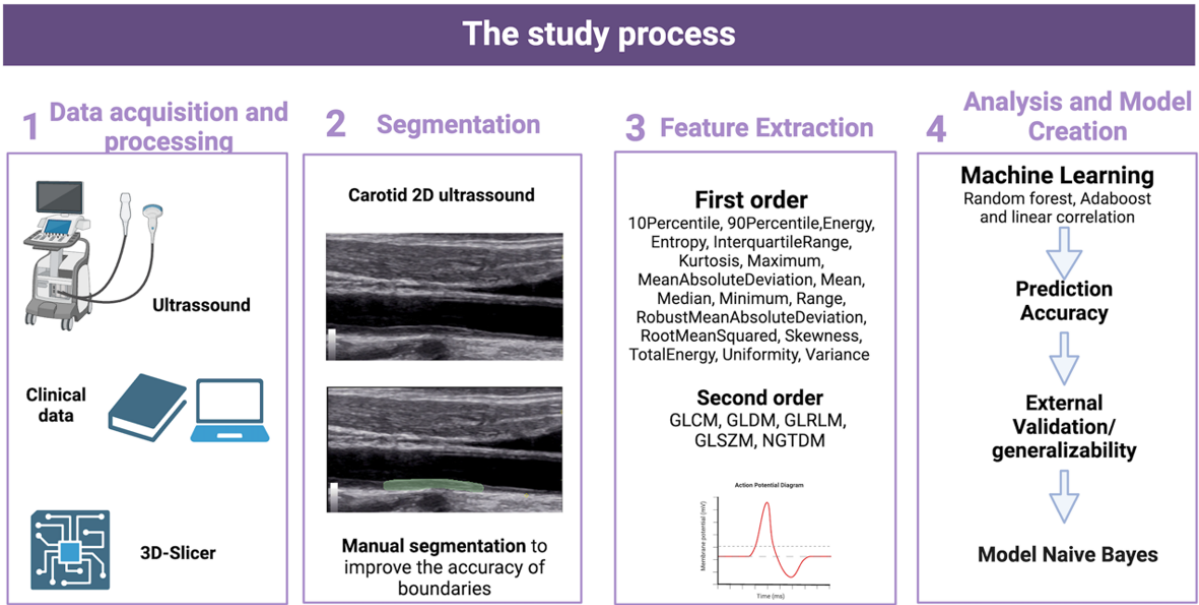 The study process
1 Data acquisition and
processing
Ultrassound
Clinical
data
3D-Slicer
2 Segmentation
Carotid 2D ultrassound
Manual segmentation to
improve the accuracy of
boundaries
3 Feature Extraction
First order
10Percentile, 90Percentile,Energy,
Entropy, InterquartileRange,
Kurtosis, Maximum,
MeanAbsoluteDeviation, Mean,
Median, Minimum, Range,
RobustMeanAbsoluteDeviation,
RootMeanSquared, Skewness,
TotalEnergy, Uniformity, Variance
Second order
GLCM, GLDM, GLRLM,
GLSZM, NGTDM
Action Potential Diagram
Membrane potential (mV)
Time (ms)
4 Analysis and Model
Creation
Machine Learning
Random forest, Adaboost
and linear correlation
Prediction
Accuracy
External
Validation/
generalizability
Model Naive Bayes